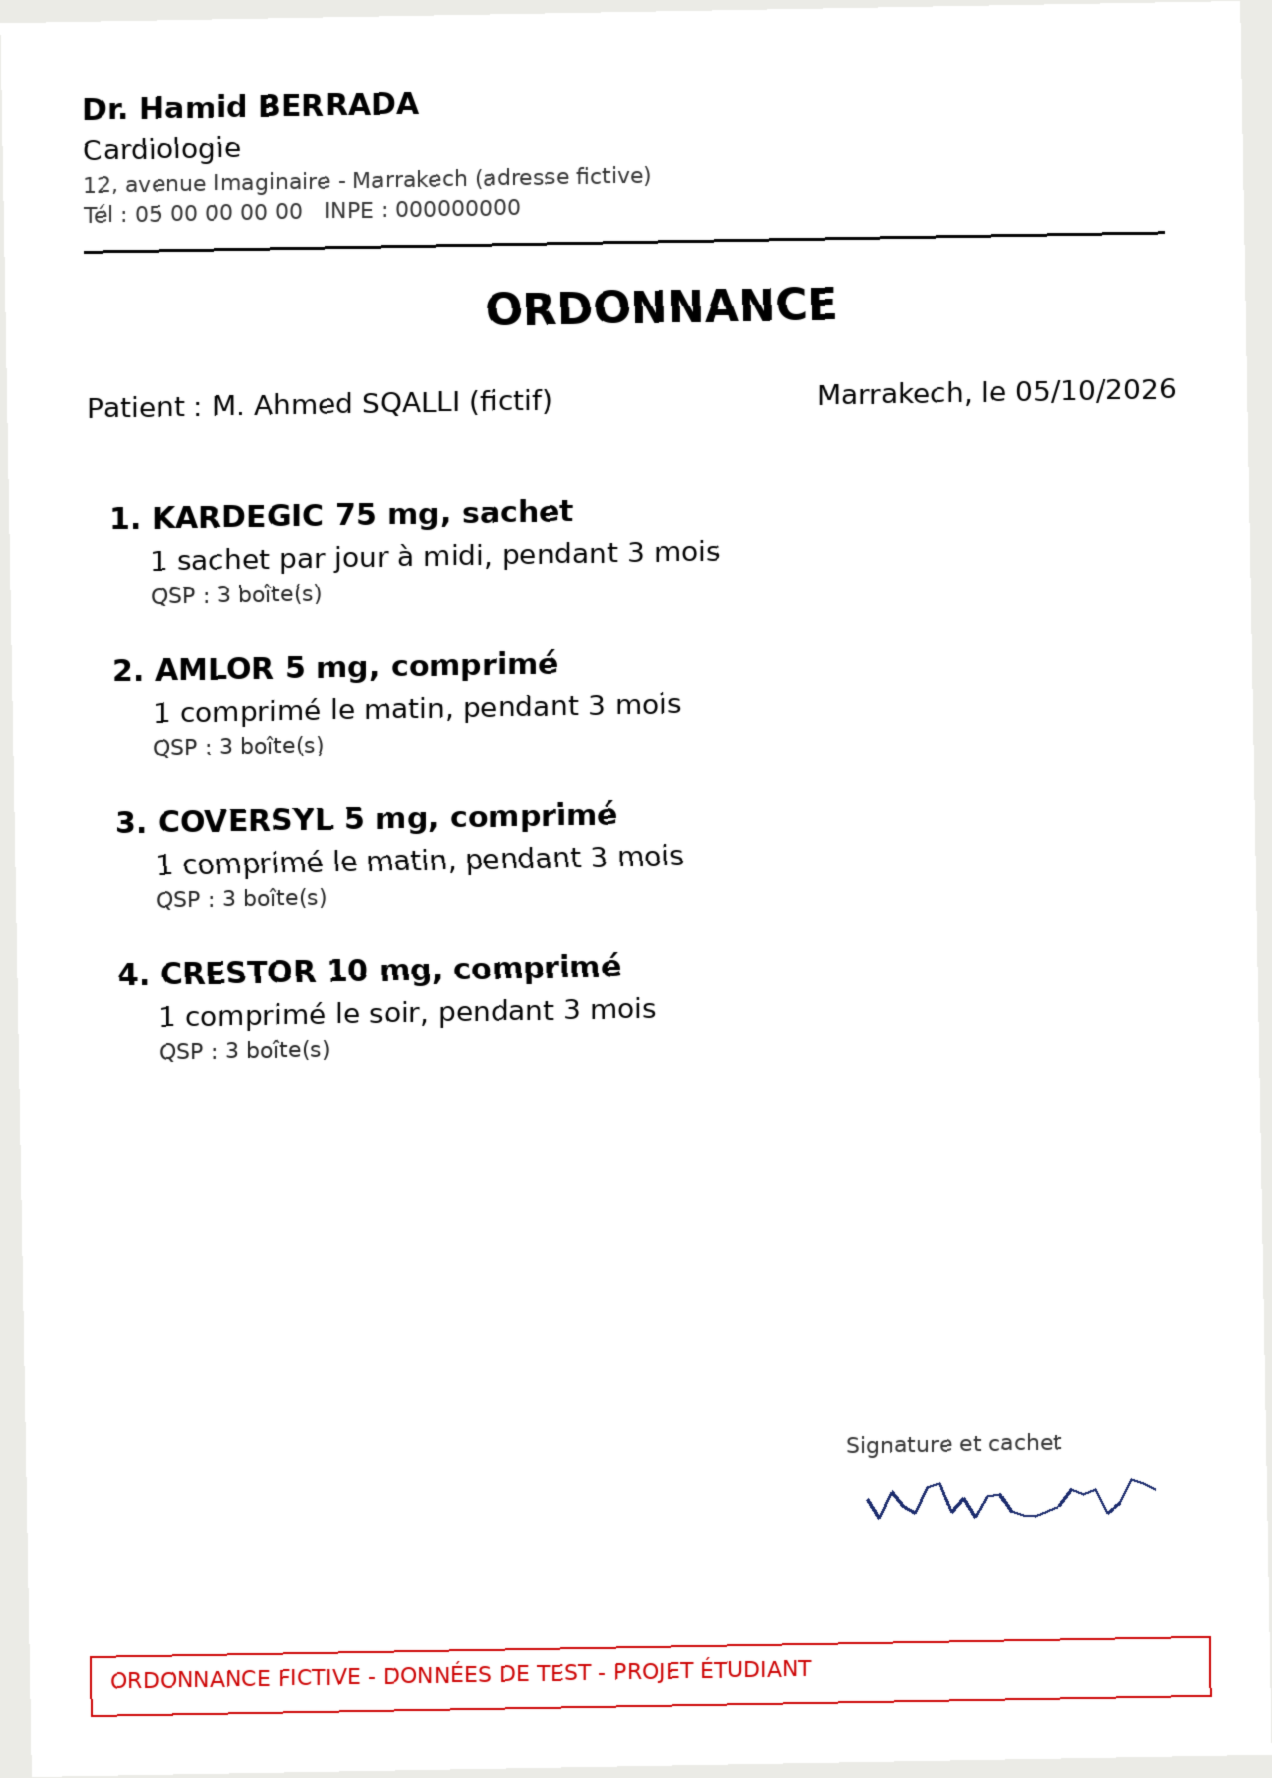 Dr. Hamid BERRADA
Cardiologie
12, avenue Imaginaire - Marrakech (adresse fictive)
Tél : 05 00 00 00 00   INPE : 000000000
ORDONNANCE
Patient : M. Ahmed SQALLI (fictif)
Marrakech, le 05/10/2026
1. KARDEGIC 75 mg, sachet
1 sachet par jour à midi, pendant 3 mois
QSP : 3 boîte(s)
2. AMLOR 5 mg, comprimé
1 comprimé le matin, pendant 3 mois
QSP : 3 boîte(s)
3. COVERSYL 5 mg, comprimé
1 comprimé le matin, pendant 3 mois
QSP : 3 boîte(s)
4. CRESTOR 10 mg, comprimé
1 comprimé le soir, pendant 3 mois
QSP : 3 boîte(s)
Signature et cachet
ORDONNANCE FICTIVE - DONNÉES DE TEST - PROJET ÉTUDIANT